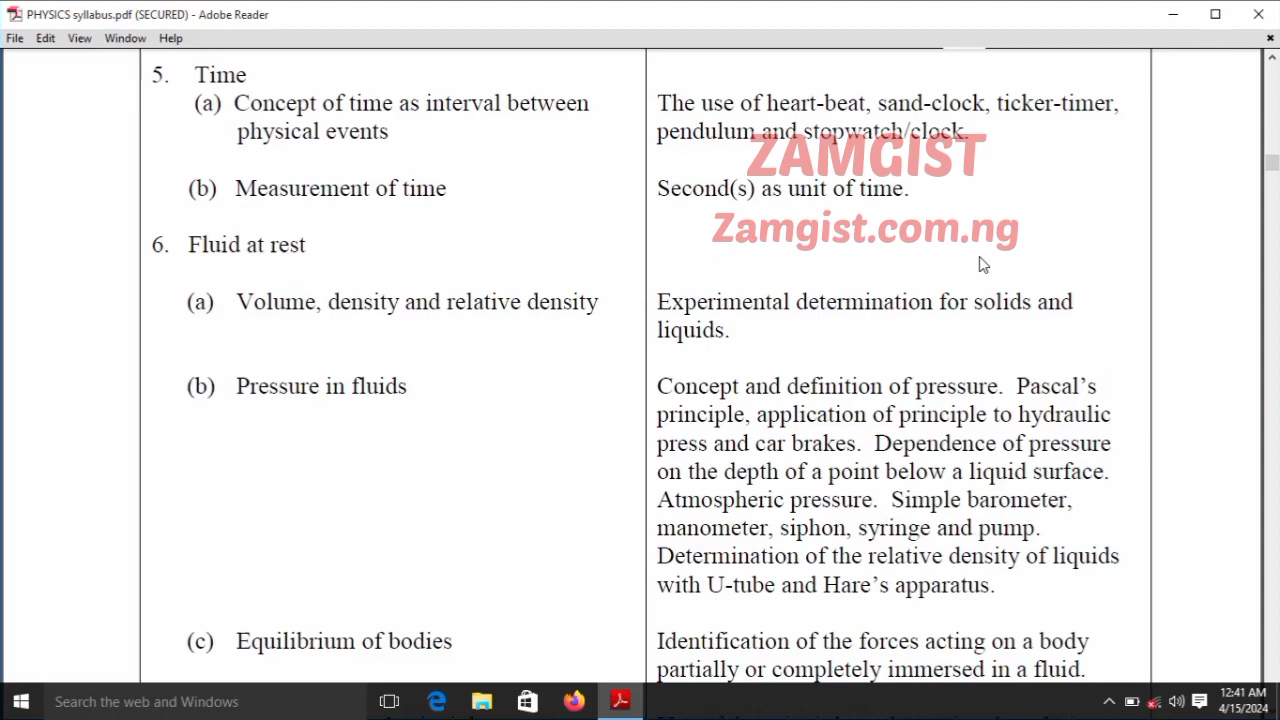 PHYSICS syllabus.pdf (SECURED) - Adobe Reader
File Edit View Window Help
5. Time
(a) Concept of time as interval between
physical events
The use of heart-beat, sand-clock, ticker-timer,
pendulum and stopwatch/clock.
ZAMGIST
(b) Measurement of time
Second(s) as unit of time.
Zamgist.com.ng
6. Fluid at rest
(a) Volume, density and relative density
Experimental determination for solids and
liquids.
(b) Pressure in fluids
Concept and definition of pressure. Pascal's
principle, application of principle to hydraulic
press and car brakes. Dependence of pressure
on the depth of a point below a liquid surface.
Atmospheric pressure. Simple barometer,
manometer, siphon, syringe and pump.
Determination of the relative density of liquids
with U-tube and Hare's apparatus.
(c) Equilibrium of bodies
Identification of the forces acting on a body
partially or completely immersed in a fluid.
Search the web and Windows
12:41 AM
4/15/2024